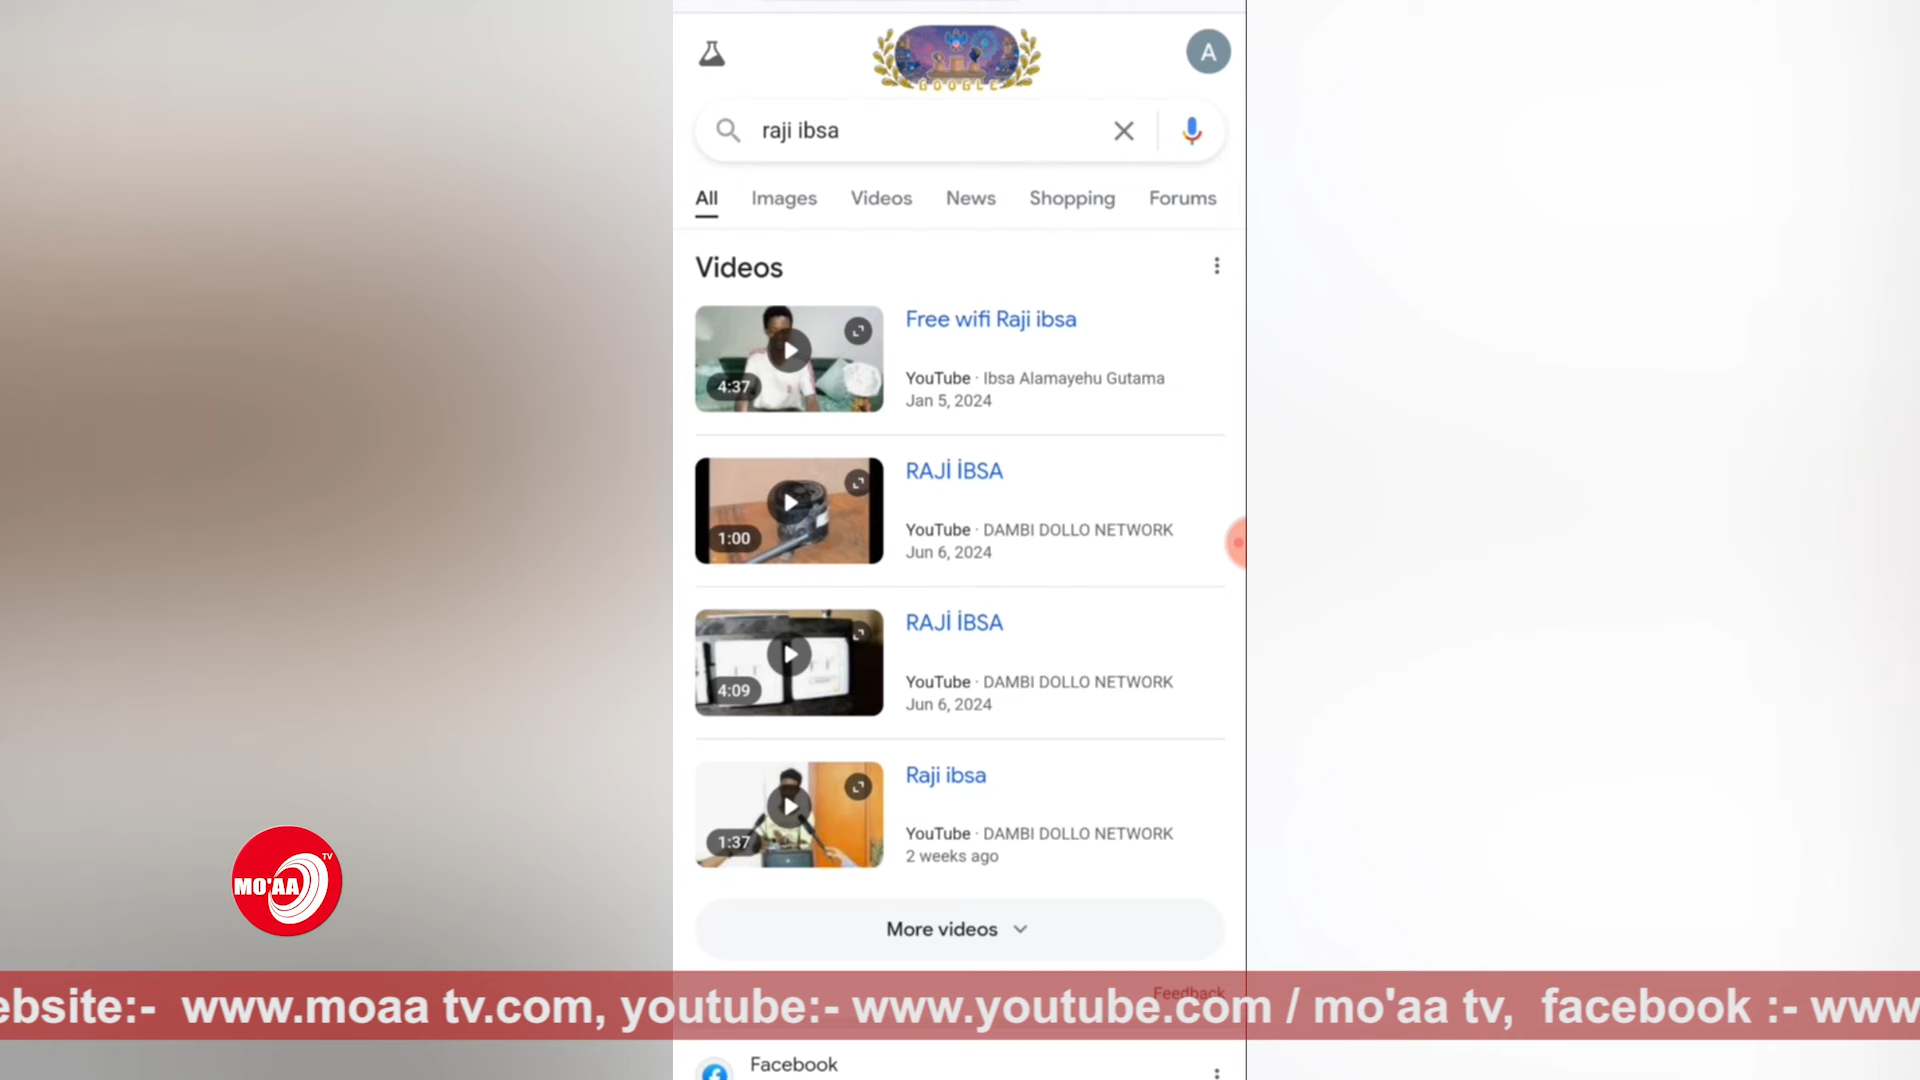 GOOGLE
A
raji ibsa
All Images Videos News Shopping Forums
Videos
Free wifi Raji ibsa
YouTube · Ibsa Alamayehu Gutama
Jan 5, 2024
4:37
RAJİ İBSA
YouTube · DAMBI DOLLO NETWORK
Jun 6, 2024
1:00
RAJİ İBSA
YouTube · DAMBI DOLLO NETWORK
Jun 6, 2024
4:09
Raji ibsa
YouTube · DAMBI DOLLO NETWORK
2 weeks ago
1:37
More videos
MO'AA TV
Feedback
ebsite:- www.moaa tv.com, youtube:- www.youtube.com / mo'aa tv, facebook :- www
Facebook